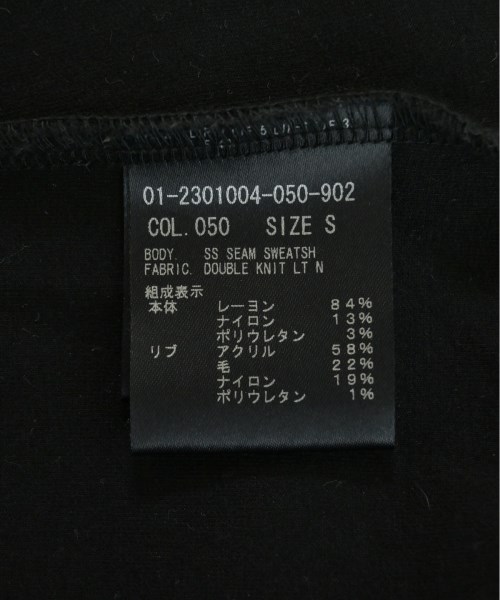 01-2301004-050-902
COL. 050 SIZE S
BODY. SS SEAM SWEATSH
FABRIC. DOUBLE KNIT LT N
組成表示
本体 レーヨン 84%
ナイロン 13%
ポリウレタン 3%
リブ アクリル 58%
毛 22%
ナイロン 19%
ポリウレタン 1%